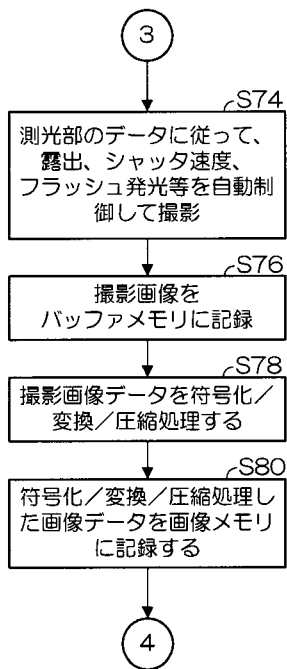 3
S74
測光部のデータに従って、
露出、シャッタ速度、
フラッシュ発光等を自動制
御して撮影
S76
撮影画像を
バッファメモリに記録
S78
撮影画像データを符号化／
変換／圧縮処理する
S80
符号化／変換／圧縮処理し
た画像データを画像メモリ
に記録する
4